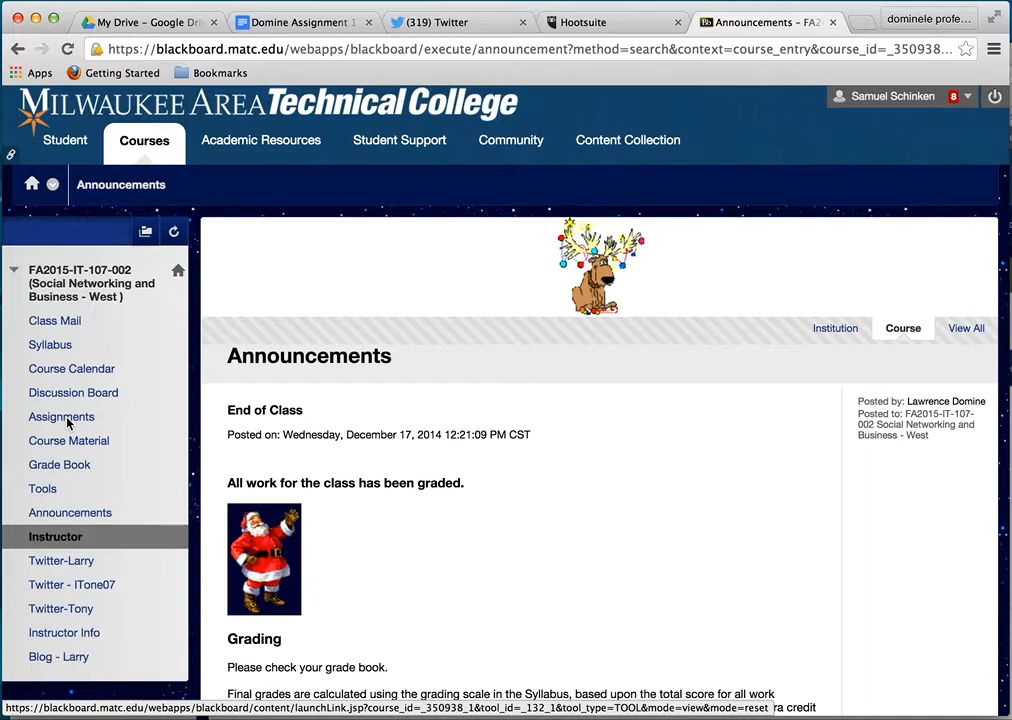 My Drive – Google Dri
Domine Assignment 1
(319) Twitter
Hootsuite
Bb Announcements – FA2
dominele profe...
https://blackboard.matc.edu/webapps/blackboard/execute/announcement?method=search&context=course_entry&course_id=_350938...
Apps Getting Started Bookmarks
MILWAUKEE AREA Technical College
Samuel Schinken 8
Student Courses Academic Resources Student Support Community Content Collection
Announcements
FA2015-IT-107-002
(Social Networking and
Business - West )
Class Mail
Syllabus
Course Calendar
Discussion Board
Assignments
Course Material
Grade Book
Tools
Announcements
Instructor
Twitter-Larry
Twitter - ITone07
Twitter-Tony
Instructor Info
Blog - Larry
Institution Course View All
Announcements
End of Class
Posted on: Wednesday, December 17, 2014 12:21:09 PM CST
Posted by: Lawrence Domine
Posted to: FA2015-IT-107-
002 Social Networking and
Business - West
All work for the class has been graded.
Grading
Please check your grade book.
Final grades are calculated using the grading scale in the Syllabus, based upon the total score for all work
ra credit
https://blackboard.matc.edu/webapps/blackboard/content/launchLink.jsp?course_id=_350938_1&tool_id=_132_1&tool_type=TOOL&mode=view&mode=reset